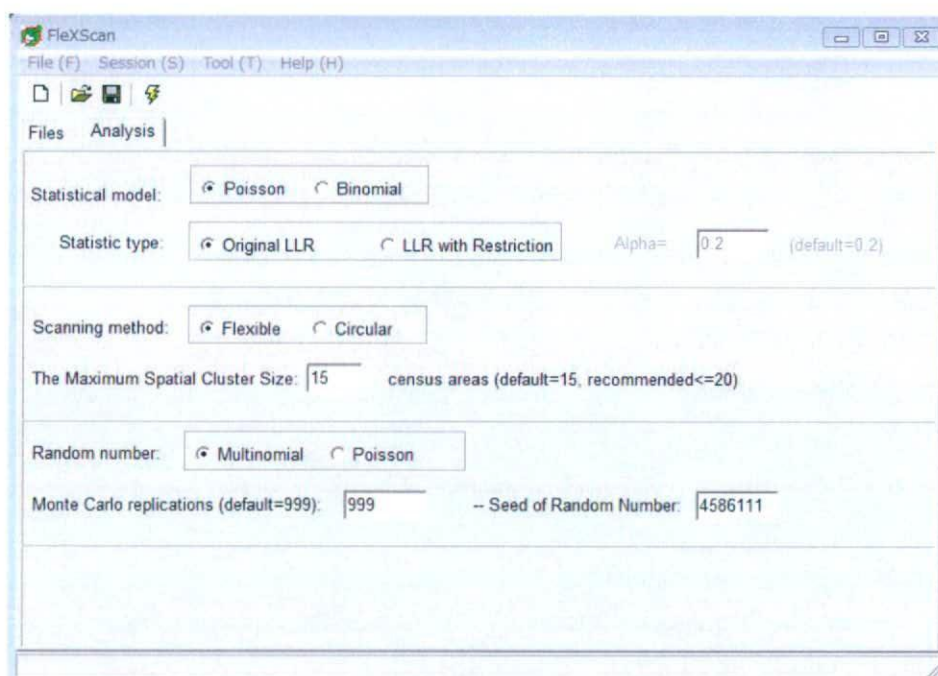 FleXScan
File (F) Session (S) Tool (T) Help (H)
Files Analysis
Statistical model: Poisson Binomial
Statistic type: Original LLR LLR with Restriction Alpha= 0.2 (default=0.2)
Scanning method: Flexible Circular
The Maximum Spatial Cluster Size: 15 census areas (default=15, recommended<=20)
Random number: Multinomial Poisson
Monte Carlo replications (default=999): 999 -- Seed of Random Number: 4586111